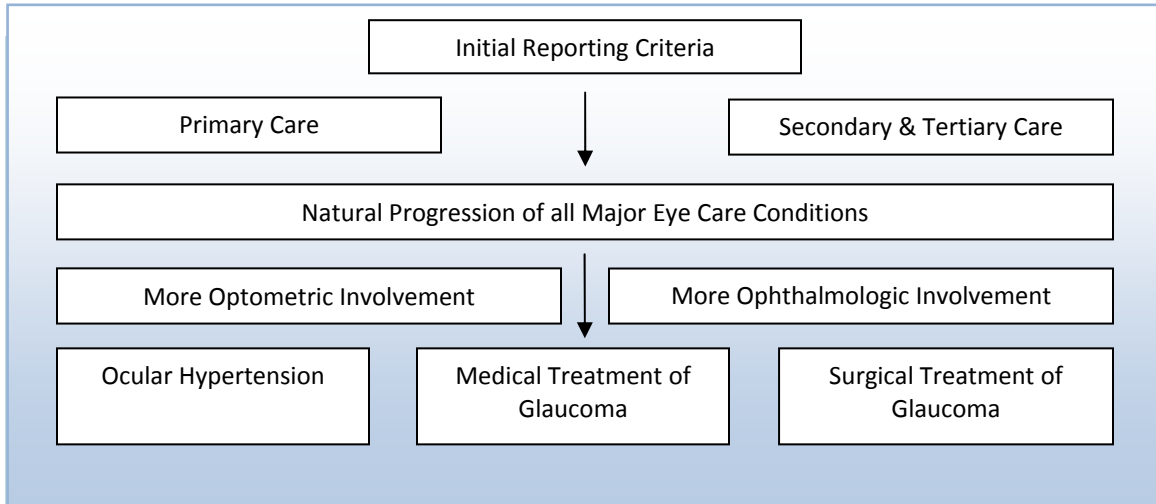 Initial Reporting Criteria
Primary Care
Secondary & Tertiary Care
Natural Progression of all Major Eye Care Conditions
More Optometric Involvement
More Ophthalmologic Involvement
Ocular Hypertension
Medical Treatment of
Glaucoma
Surgical Treatment of
Glaucoma